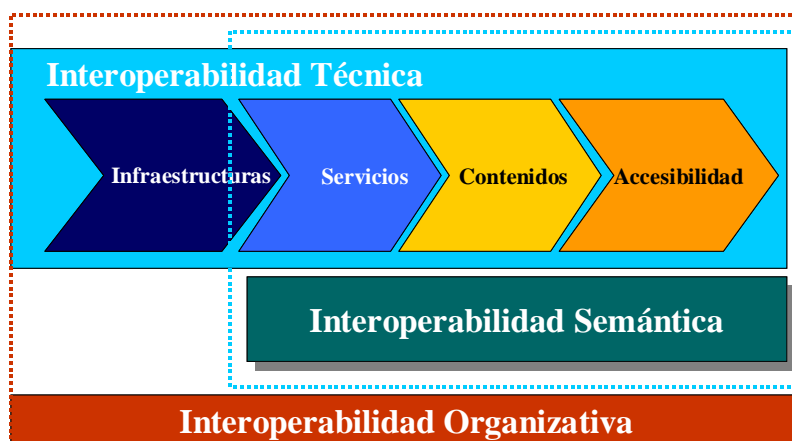 Interoperabilidad Técnica
Infraestructuras
Servicios
Contenidos
Accesibilidad
Interoperabilidad Semántica
Interoperabilidad Organizativa